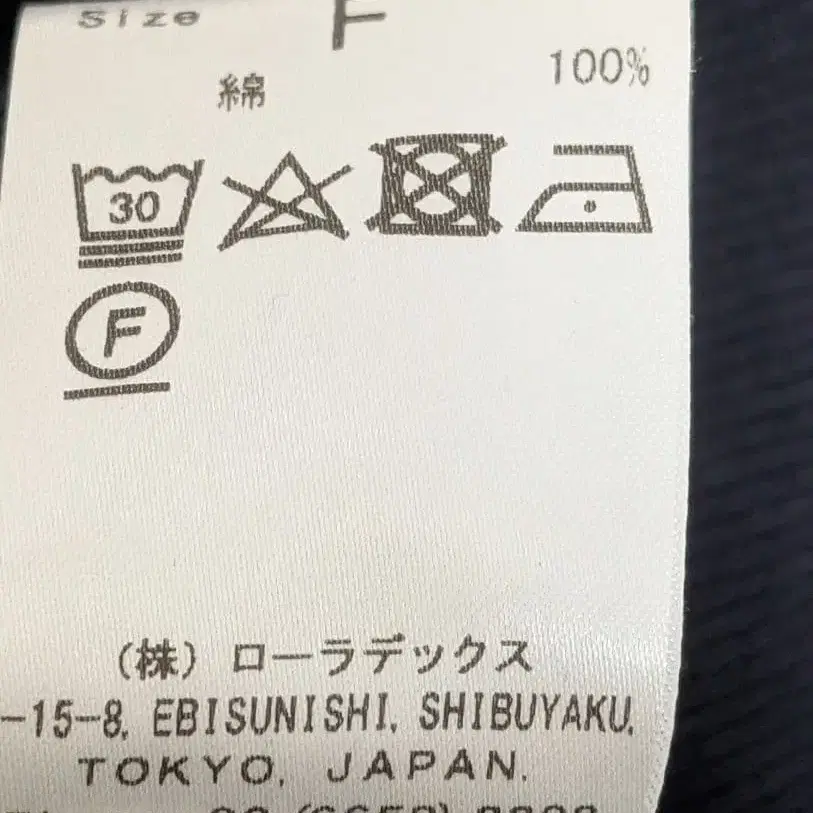 Size F
綿 100%
30
F
(株) ローラデックス
-15-8, EBISUNISHI, SHIBUYAKU,
TOKYO, JAPAN.